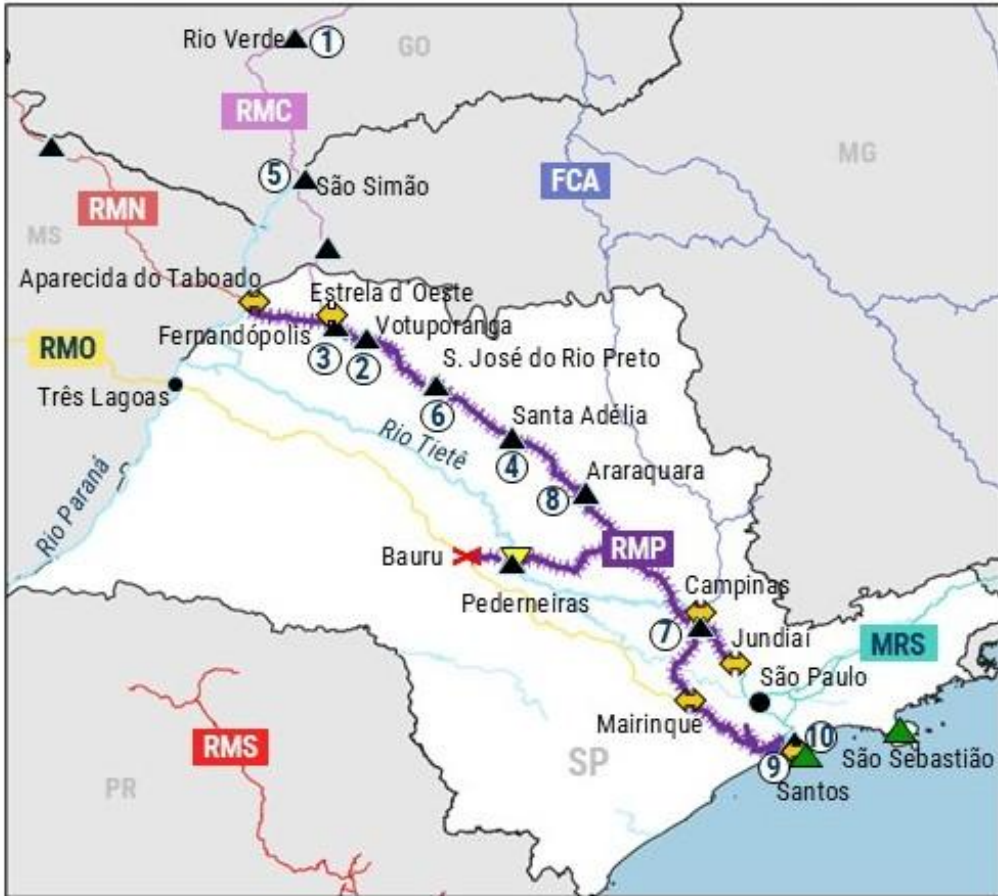 Rio Verde
1
GO
RMC
MG
5
São Simão
FCA
RMN
MS
Aparecida do Taboado
Estrela d´Oeste
Fernandópolis
Votuporanga
3
2
RMO
S. José do Rio Preto
6
Três Lagoas
Santa Adélia
4
Rio Tietê
Araraquara
8
Rio Paraná
Bauru
RMP
Pederneiras
Campinas
7
Jundiaí
MRS
São Paulo
Mairinque
RMS
SP
10
São Sebastião
9
Santos
PR